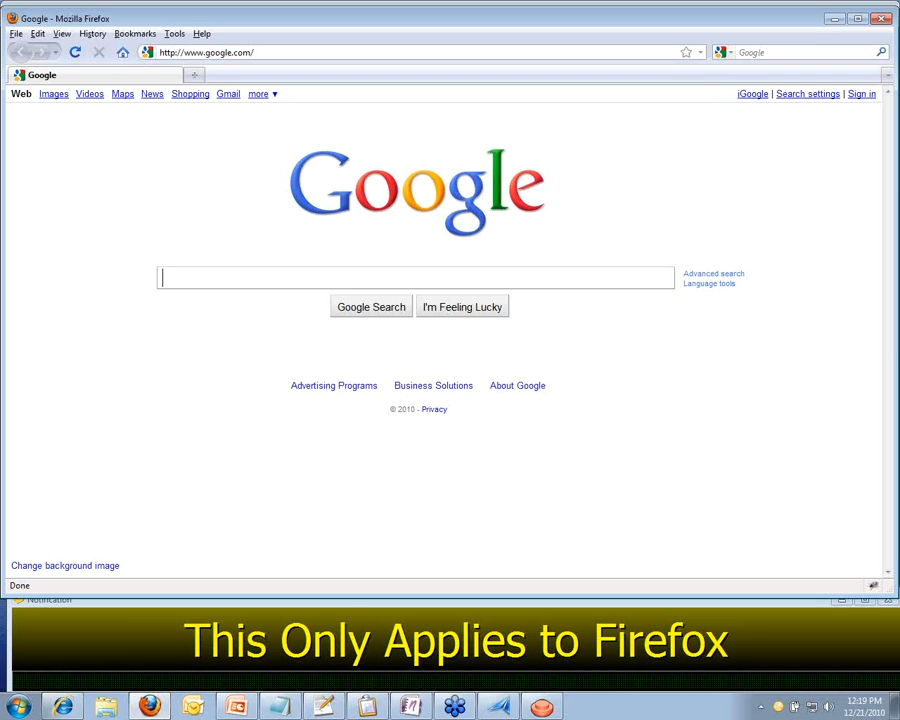 Google - Mozilla Firefox
File Edit View History Bookmarks Tools Help
http://www.google.com/ Google
Google
Web Images Videos Maps News Shopping Gmail more ▼ iGoogle | Search settings | Sign in
Google
Advanced search
Language tools
Google Search I'm Feeling Lucky
Advertising Programs Business Solutions About Google
© 2010 - Privacy
Change background image
Done
Notification
This Only Applies to Firefox
12:19 PM
12/21/2010